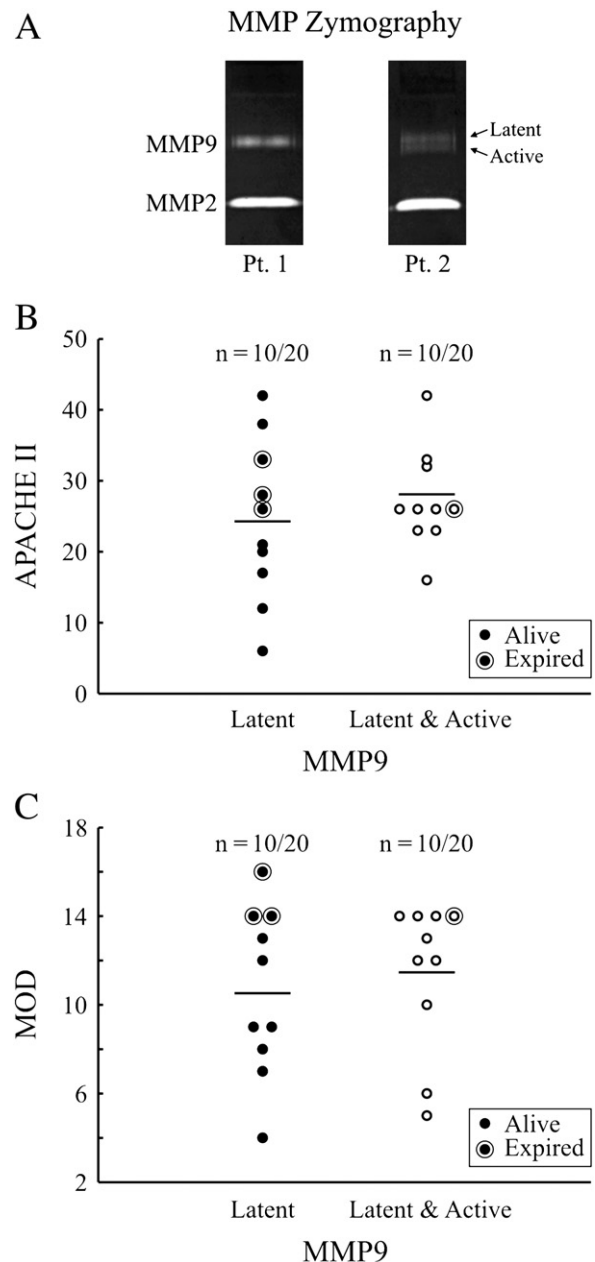 A
MMP Zymography
MMP9
MMP2
Latent
Active
Pt. 1
Pt. 2
B
50
40
30
20
10
0
APACHE II
n = 10/20
n = 10/20
Alive
Expired
Latent
Latent & Active
MMP9
C
18
14
10
6
2
MOD
n = 10/20
n = 10/20
Alive
Expired
Latent
Latent & Active
MMP9